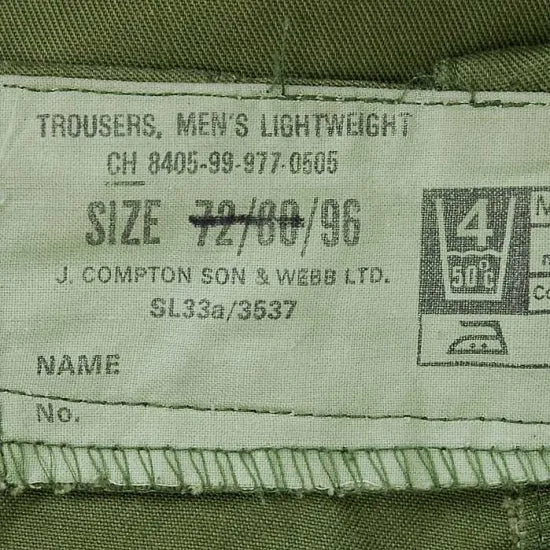 TROUSERS, MEN'S LIGHTWEIGHT
CH 8405-99-977-0505
SIZE 72/80/96
J. COMPTON SON & WEBB LTD.
SL33a/3537
NAME
No.
4
50°C